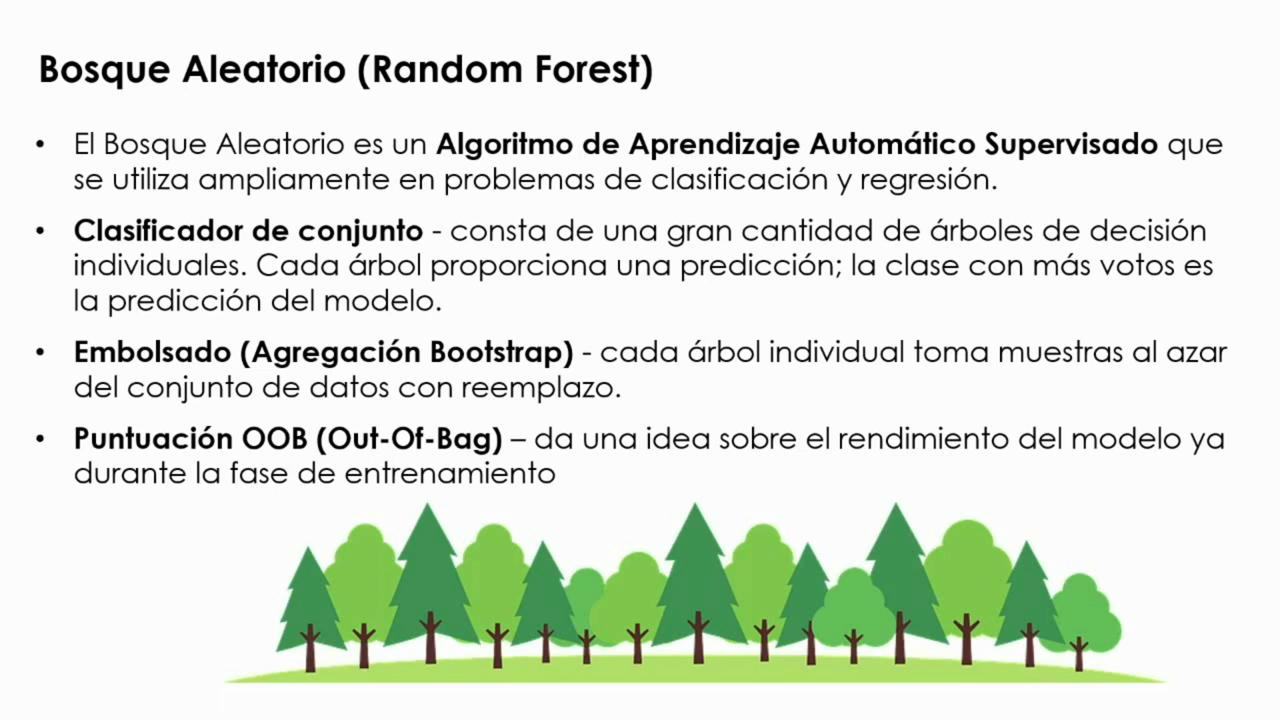 Bosque Aleatorio (Random Forest)
• El Bosque Aleatorio es un Algoritmo de Aprendizaje Automático Supervisado que
se utiliza ampliamente en problemas de clasificación y regresión.
• Clasificador de conjunto - consta de una gran cantidad de árboles de decisión
individuales. Cada árbol proporciona una predicción; la clase con más votos es
la predicción del modelo.
• Embolsado (Agregación Bootstrap) - cada árbol individual toma muestras al azar
del conjunto de datos con reemplazo.
• Puntuación OOB (Out-Of-Bag) – da una idea sobre el rendimiento del modelo ya
durante la fase de entrenamiento